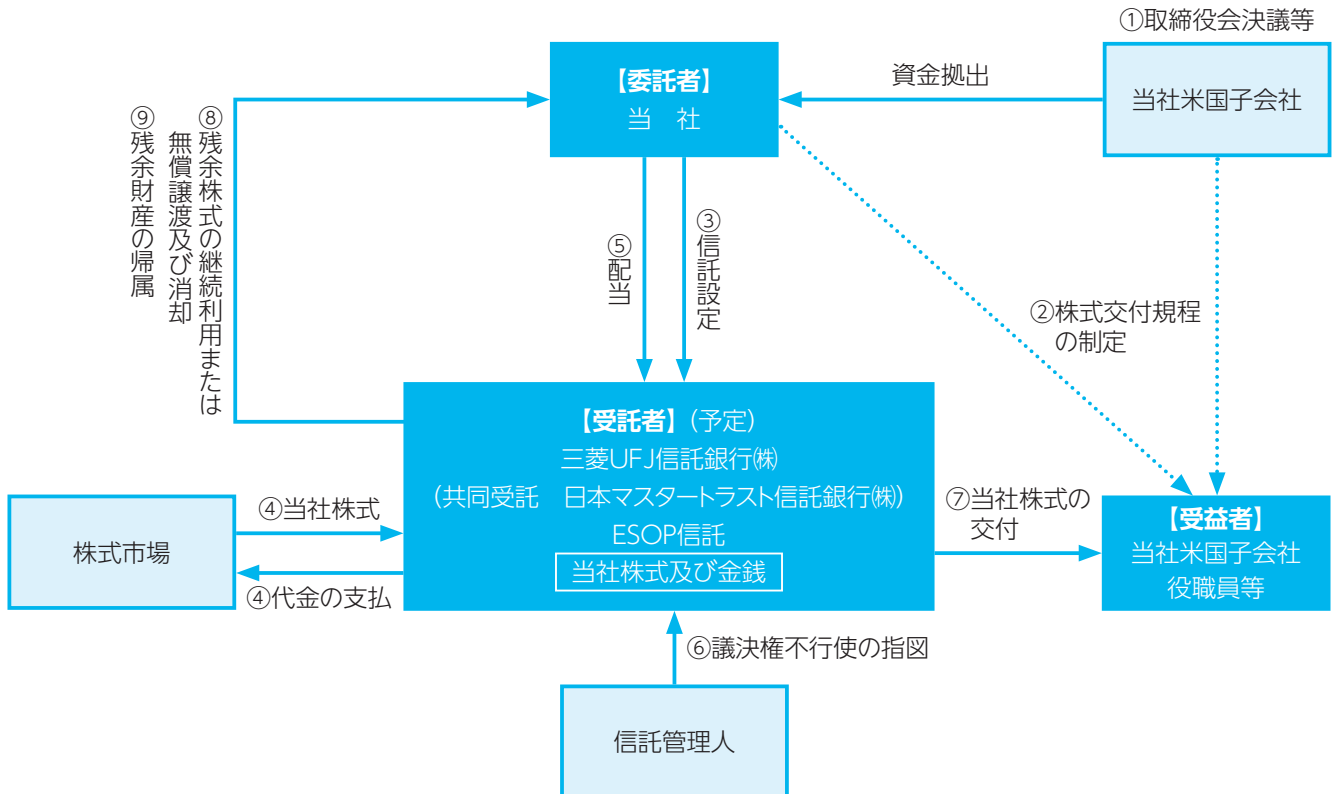 ①取締役会決議等
【委託者】
当　社
資金拠出
当社米国子会社
⑧残余株式の継続利用または
無償譲渡及び消却
⑨残余財産の帰属
⑤配当
③信託設定
②株式交付規程
の制定
【受託者】（予定）
三菱UFJ信託銀行㈱
（共同受託　日本マスタートラスト信託銀行㈱）
ESOP信託
当社株式及び金銭
株式市場
④当社株式
④代金の支払
⑦当社株式の
交付
【受益者】
当社米国子会社
役職員等
⑥議決権不行使の指図
信託管理人